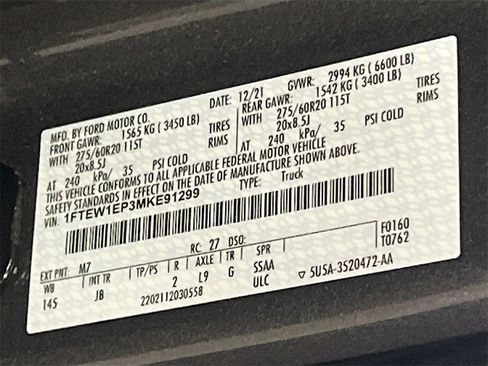 MFD. BY FORD MOTOR CO.
DATE: 12/21 GVWR: 2994 KG (6600 LB)
FRONT GAWR: 1565 KG (3450 LB) REAR GAWR: 1542 KG (3400 LB)
WITH 275/60R20 115T TIRES WITH 275/60R20 115T TIRES
20x8.5J RIMS 20x8.5J RIMS
AT 240 kPa/ 35 PSI COLD AT 240 kPa/ 35 PSI COLD
THIS VEHICLE CONFORMS TO ALL APPLICABLE FEDERAL MOTOR VEHICLE
SAFETY STANDARDS IN EFFECT ON THE DATE OF MANUFACTURE SHOWN ABOVE.
VIN: 1FTEW1EP3MKE91299 TYPE: Truck
F0160
T0762
EXT PNT: M7 RC: 27 DSO:
WB INT TR TP/PS R AXLE TR SPR
145 JB 2 L9 G SSAA
2202112030558 ULC
▽ 5U5A-3520472-AA